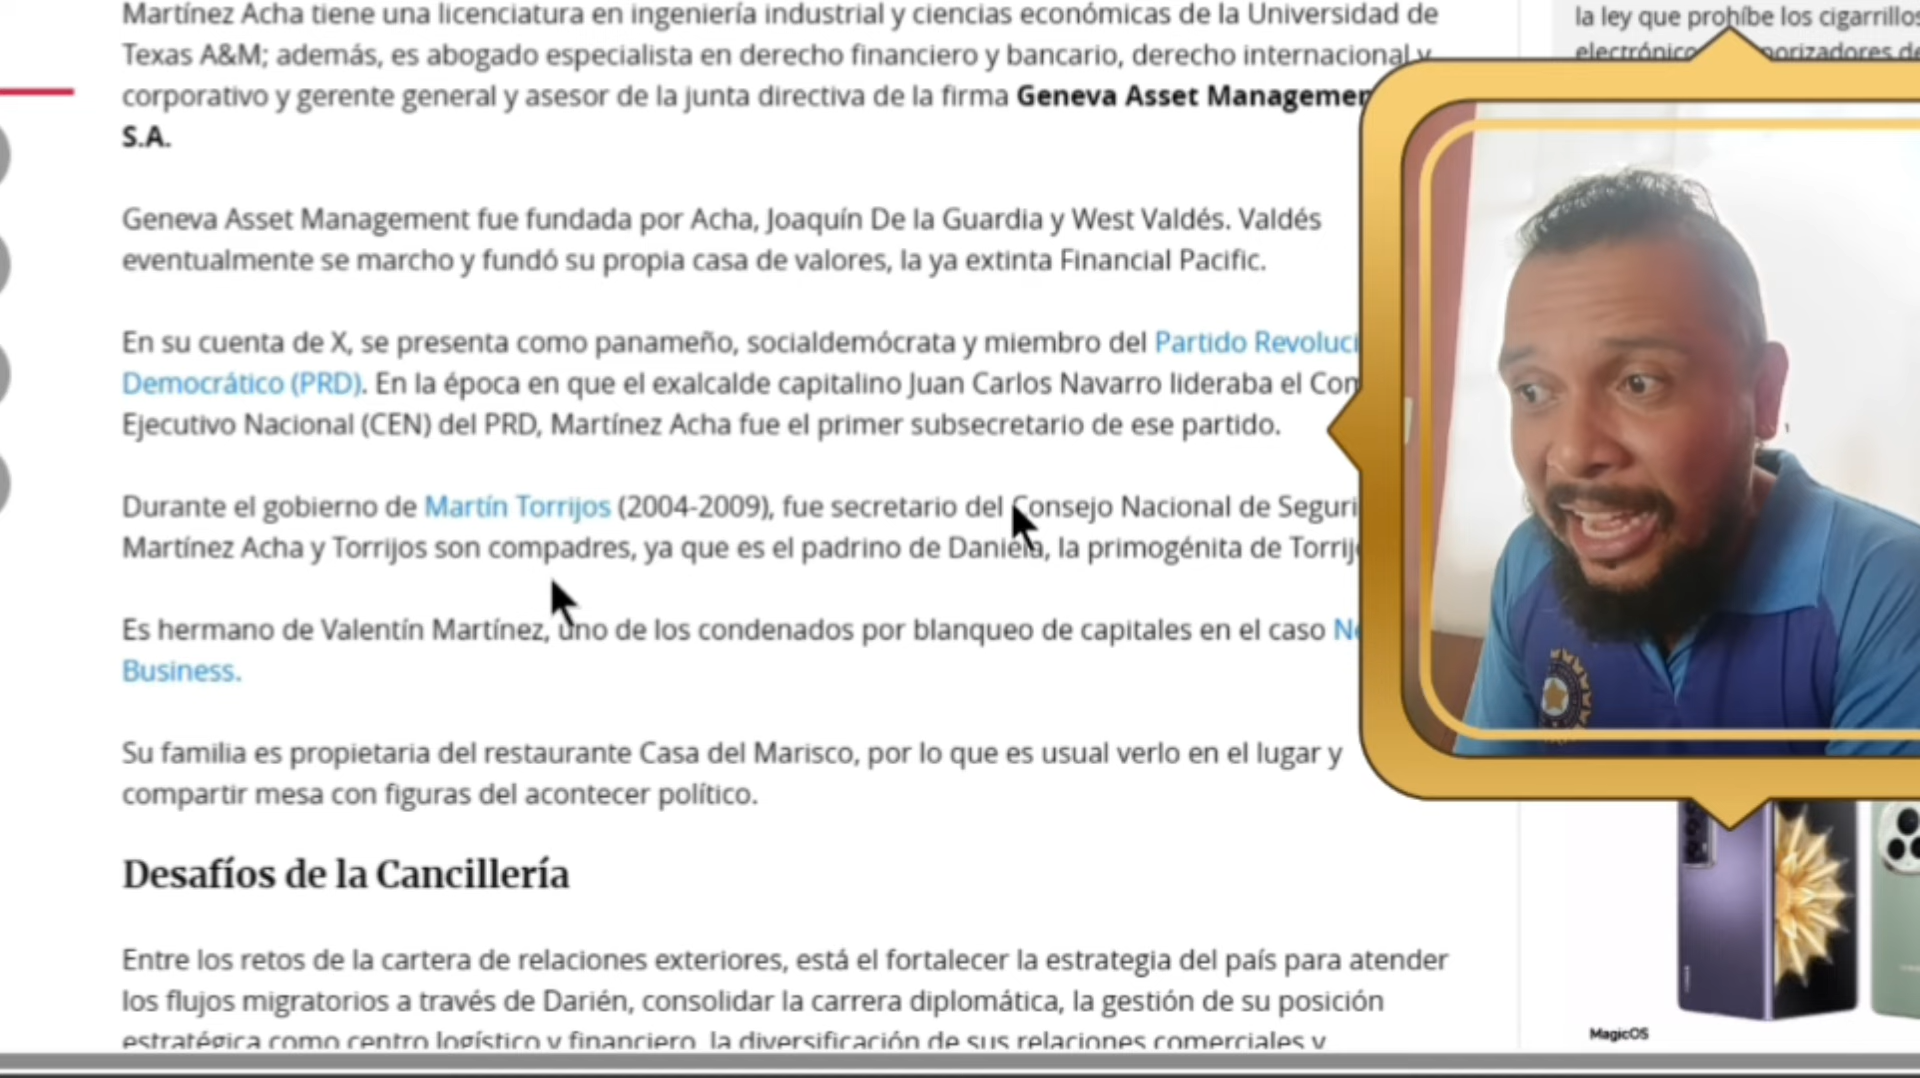 Martínez Acha tiene una licenciatura en ingeniería industrial y ciencias económicas de la Universidad de
Texas A&M; además, es abogado especialista en derecho financiero y bancario, derecho internacional y
corporativo y gerente general y asesor de la junta directiva de la firma Geneva Asset
S.A.
Geneva Asset Management fue fundada por Acha, Joaquín De la Guardia y West Valdés. Valdés
eventualmente se marcho y fundó su propia casa de valores, la ya extinta Financial Pacific.
En su cuenta de X, se presenta como panameño, socialdemócrata y miembro del Partido
Democrático (PRD). En la época en que el exalcalde capitalino Juan Carlos Navarro lideraba el
Ejecutivo Nacional (CEN) del PRD, Martínez Acha fue el primer subsecretario de ese partido.
Durante el gobierno de Martín Torrijos (2004-2009), fue secretario del Consejo Nacional de
Martínez Acha y Torrijos son compadres, ya que es el padrino de Daniela, la primogénita de
Es hermano de Valentín Martínez, uno de los condenados por blanqueo de capitales en el caso
Business.
Su familia es propietaria del restaurante Casa del Marisco, por lo que es usual verlo en el lugar y
compartir mesa con figuras del acontecer político.
Desafíos de la Cancillería
Entre los retos de la cartera de relaciones exteriores, está el fortalecer la estrategia del país para atender
los flujos migratorios a través de Darién, consolidar la carrera diplomática, la gestión de su posición
estratégica como centro logístico y financiero, la diversificación de sus relaciones comerciales y
la ley que prohíbe los cigarrillos
MagicOS